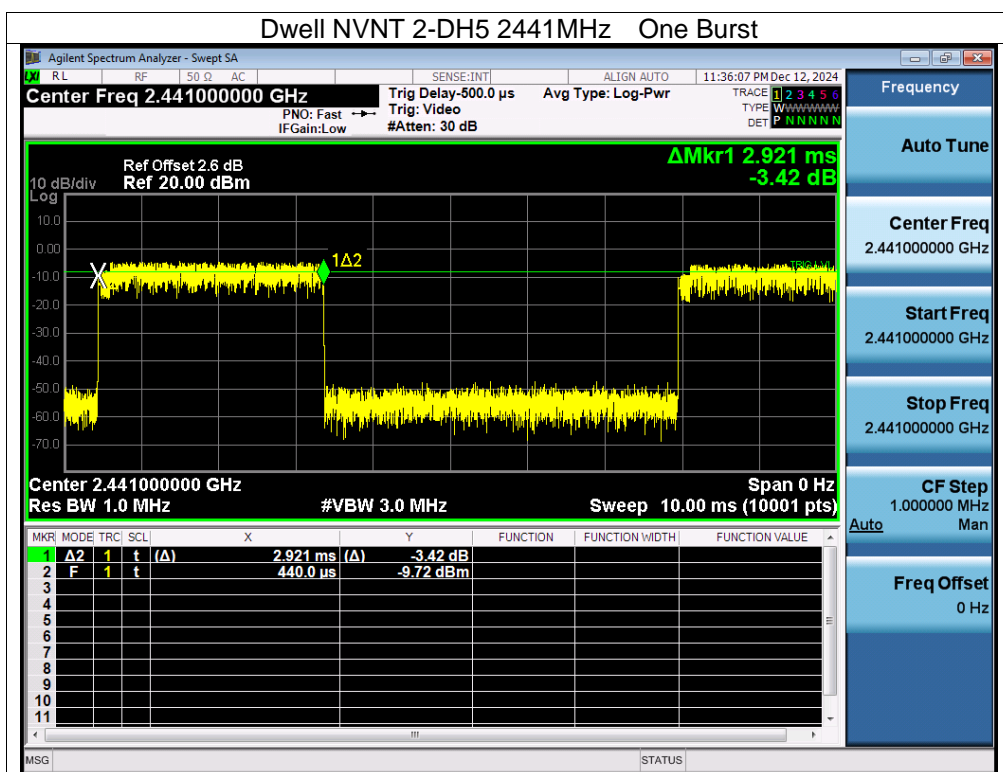 Dwell NVNT 2-DH5 2441MHz One Burst
Agilent Spectrum Analyzer - Swept SA
LXI RL RF 50 Ω AC SENSE:INT ALIGN AUTO 11:36:07 PM Dec 12, 2024
Center Freq 2.441000000 GHz Trig Delay-500.0 µs Avg Type: Log-Pwr TRACE 1 2 3 4 5 6
PNO: Fast Trig: Video TYPE WWWWWW
IFGain:Low #Atten: 30 dB DET P N N N N N
ΔMkr1 2.921 ms
-3.42 dB
Ref Offset 2.6 dB
10 dB/div Ref 20.00 dBm
Log
10.0
0.00
-10.0
-20.0
-30.0
-40.0
-50.0
-60.0
-70.0
1Δ2
Center 2.441000000 GHz Span 0 Hz
Res BW 1.0 MHz #VBW 3.0 MHz Sweep 10.00 ms (10001 pts)
MKR MODE TRC SCL X Y FUNCTION FUNCTION WIDTH FUNCTION VALUE
1 Δ2 1 t (Δ) 2.921 ms (Δ) -3.42 dB
2 F 1 t 440.0 µs -9.72 dBm
3
4
5
6
7
8
9
10
11
MSG STATUS
Frequency
Auto Tune
Center Freq
2.441000000 GHz
Start Freq
2.441000000 GHz
Stop Freq
2.441000000 GHz
CF Step
1.000000 MHz
Auto Man
Freq Offset
0 Hz